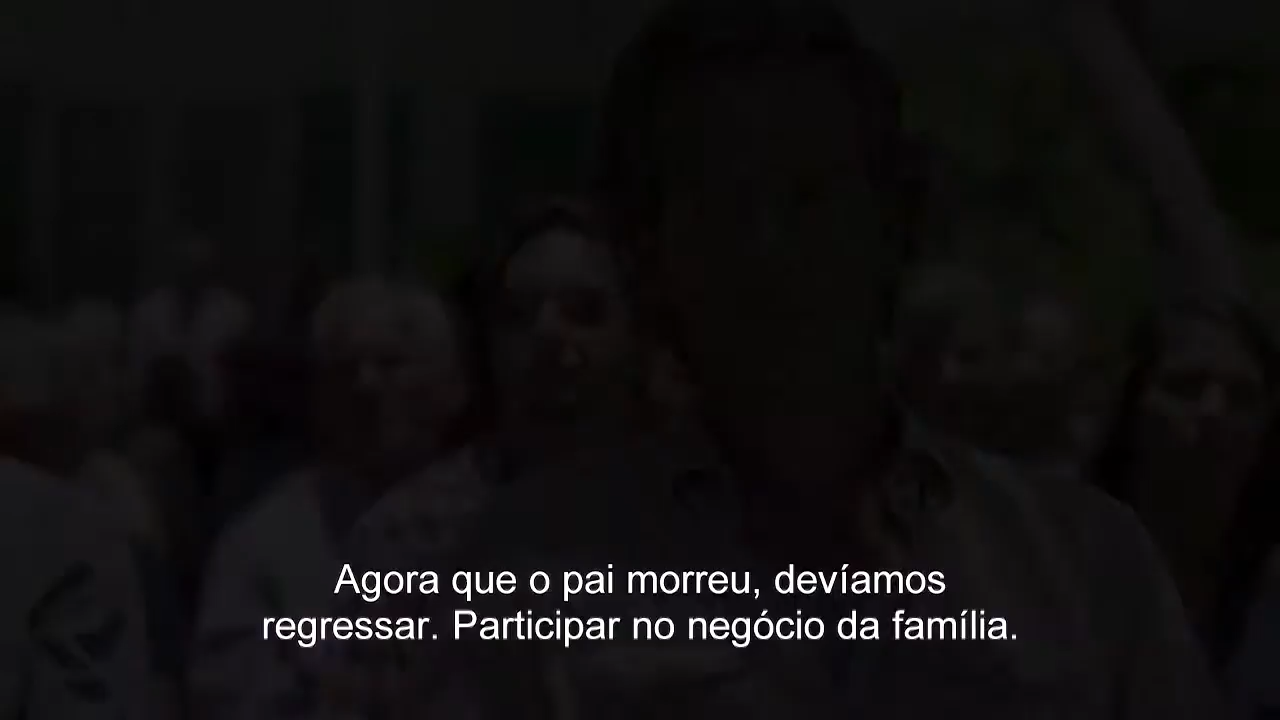 Agora que o pai morreu, devíamos
regressar. Participar no negócio da família.